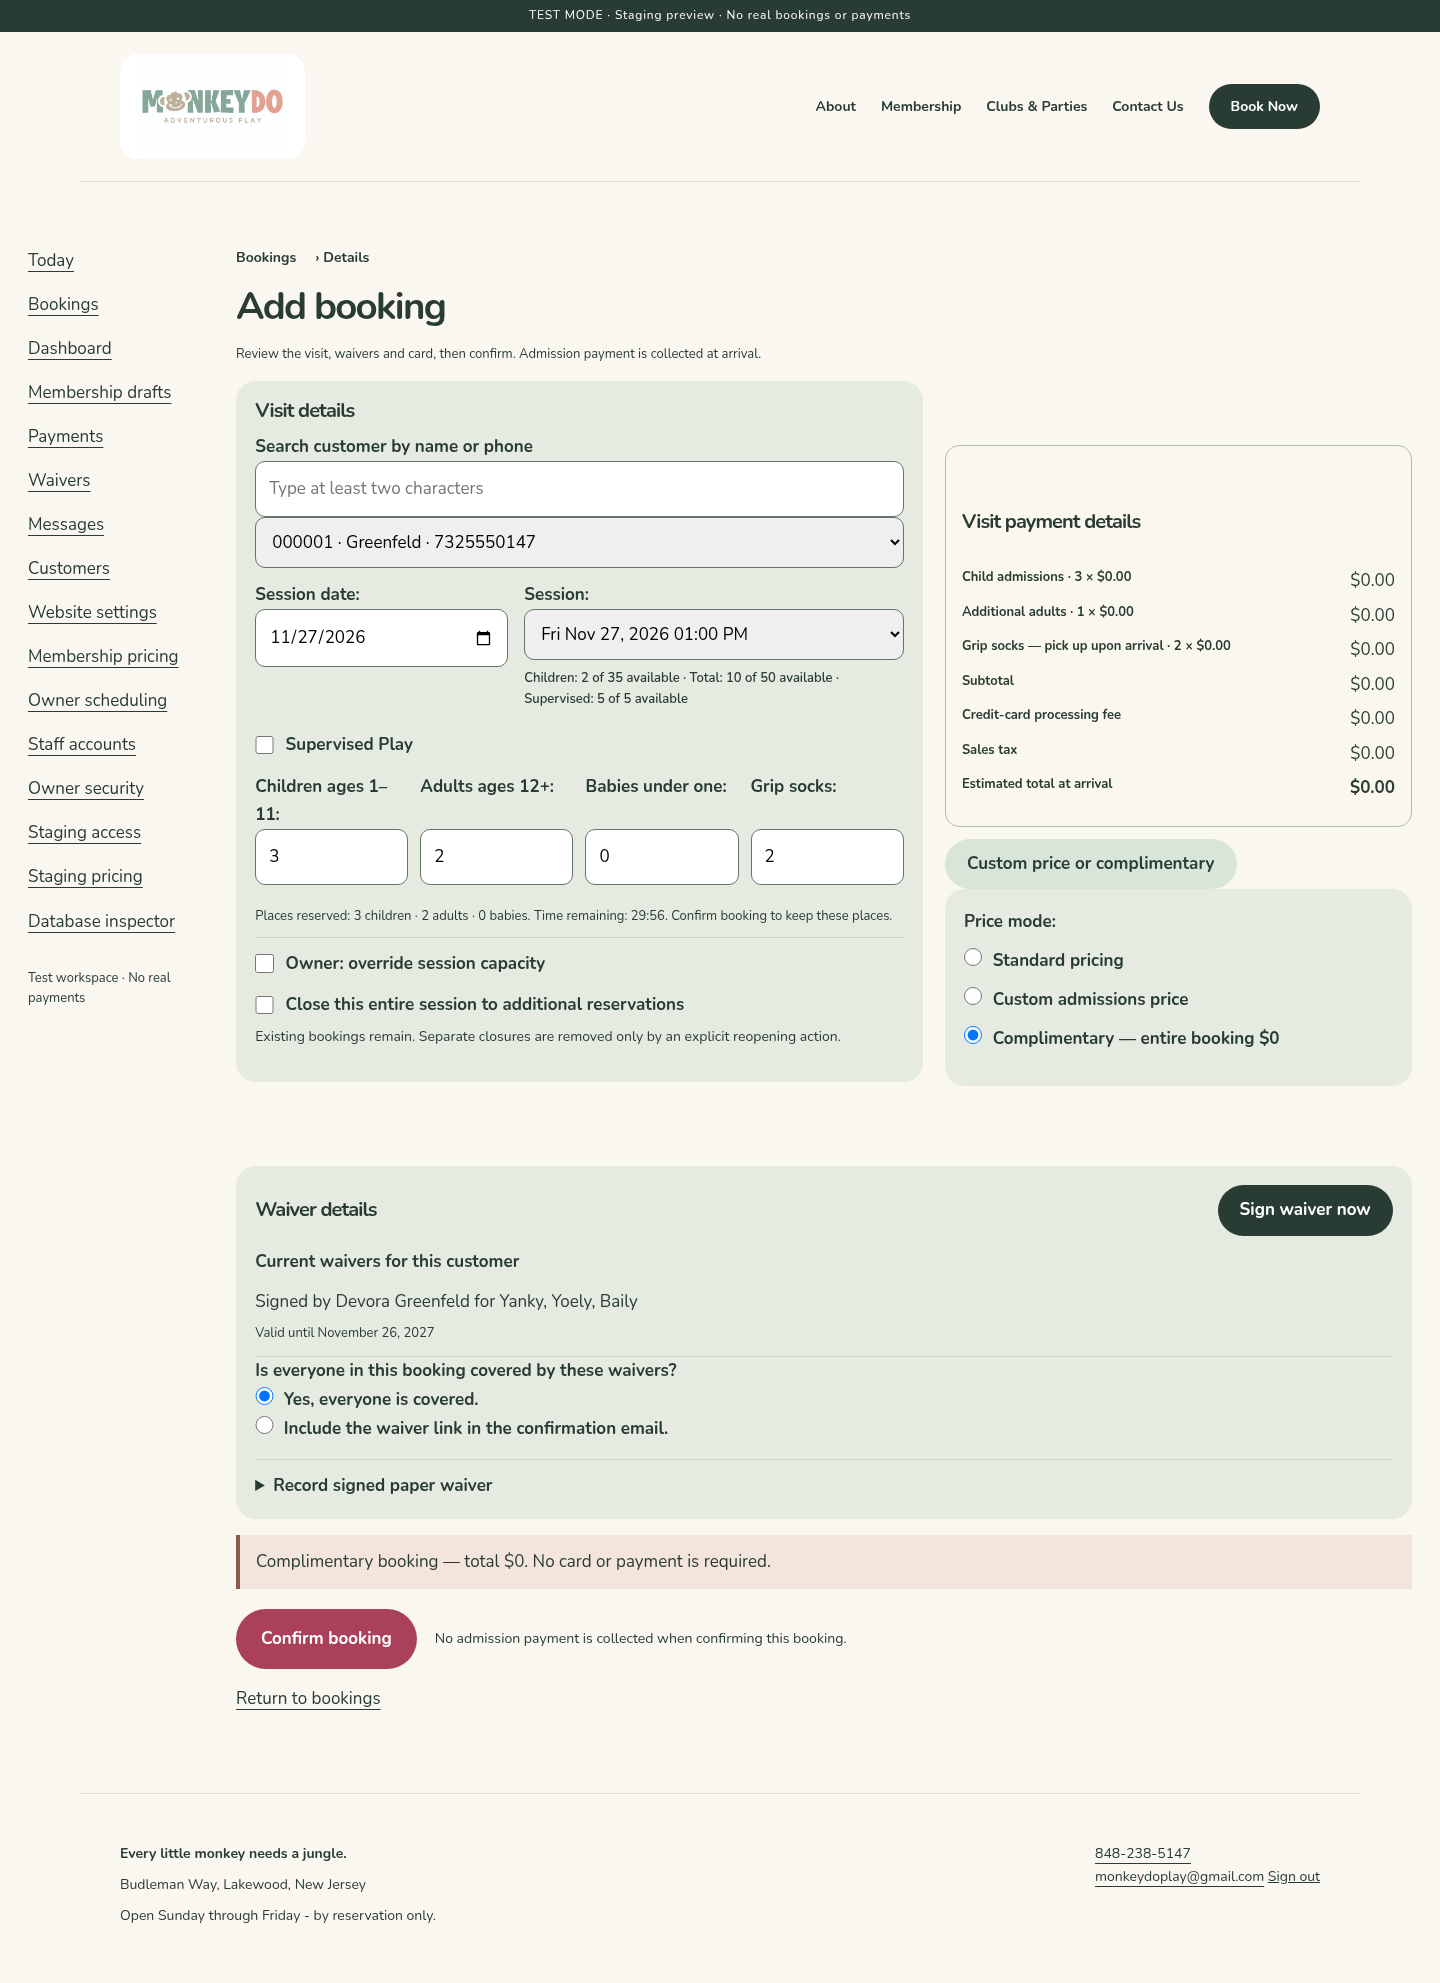 TEST MODE · Staging preview · No real bookings or payments
MONKEYDO
ADVENTUROUS PLAY
About
Membership
Clubs & Parties
Contact Us
Book Now
Today
Bookings
Dashboard
Membership drafts
Payments
Waivers
Messages
Customers
Website settings
Membership pricing
Owner scheduling
Staff accounts
Owner security
Staging access
Staging pricing
Database inspector
Test workspace · No real
payments
Bookings › Details
Add booking
Review the visit, waivers and card, then confirm. Admission payment is collected at arrival.
Visit details
Search customer by name or phone
Type at least two characters
000001 · Greenfeld · 7325550147
Session date:
11/27/2026
Session:
Fri Nov 27, 2026 01:00 PM
Children: 2 of 35 available · Total: 10 of 50 available ·
Supervised: 5 of 5 available
Supervised Play
Children ages 1–
11:
3
Adults ages 12+:
2
Babies under one:
0
Grip socks:
2
Places reserved: 3 children · 2 adults · 0 babies. Time remaining: 29:56. Confirm booking to keep these places.
Owner: override session capacity
Close this entire session to additional reservations
Existing bookings remain. Separate closures are removed only by an explicit reopening action.
Visit payment details
Child admissions · 3 × $0.00 $0.00
Additional adults · 1 × $0.00 $0.00
Grip socks — pick up upon arrival · 2 × $0.00 $0.00
Subtotal $0.00
Credit-card processing fee $0.00
Sales tax $0.00
Estimated total at arrival $0.00
Custom price or complimentary
Price mode:
Standard pricing
Custom admissions price
Complimentary — entire booking $0
Waiver details
Sign waiver now
Current waivers for this customer
Signed by Devora Greenfeld for Yanky, Yoely, Baily
Valid until November 26, 2027
Is everyone in this booking covered by these waivers?
Yes, everyone is covered.
Include the waiver link in the confirmation email.
Record signed paper waiver
Complimentary booking — total $0. No card or payment is required.
Confirm booking
No admission payment is collected when confirming this booking.
Return to bookings
Every little monkey needs a jungle.
Budleman Way, Lakewood, New Jersey
Open Sunday through Friday - by reservation only.
848-238-5147
monkeydoplay@gmail.com Sign out